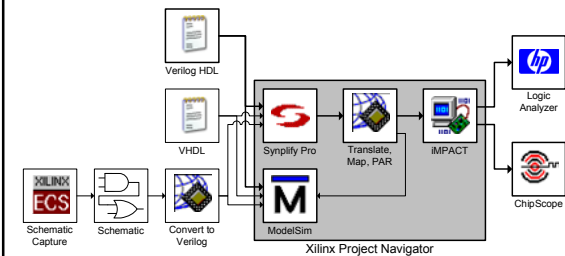 Verilog HDL
hp
Logic
Analyzer
VHDL
Synplify Pro
Translate,
Map, PAR
iMPACT
XILINX
ECS
M
ChipScope
Schematic
Capture
Schematic
Convert to
Verilog
ModelSim
Xilinx Project Navigator